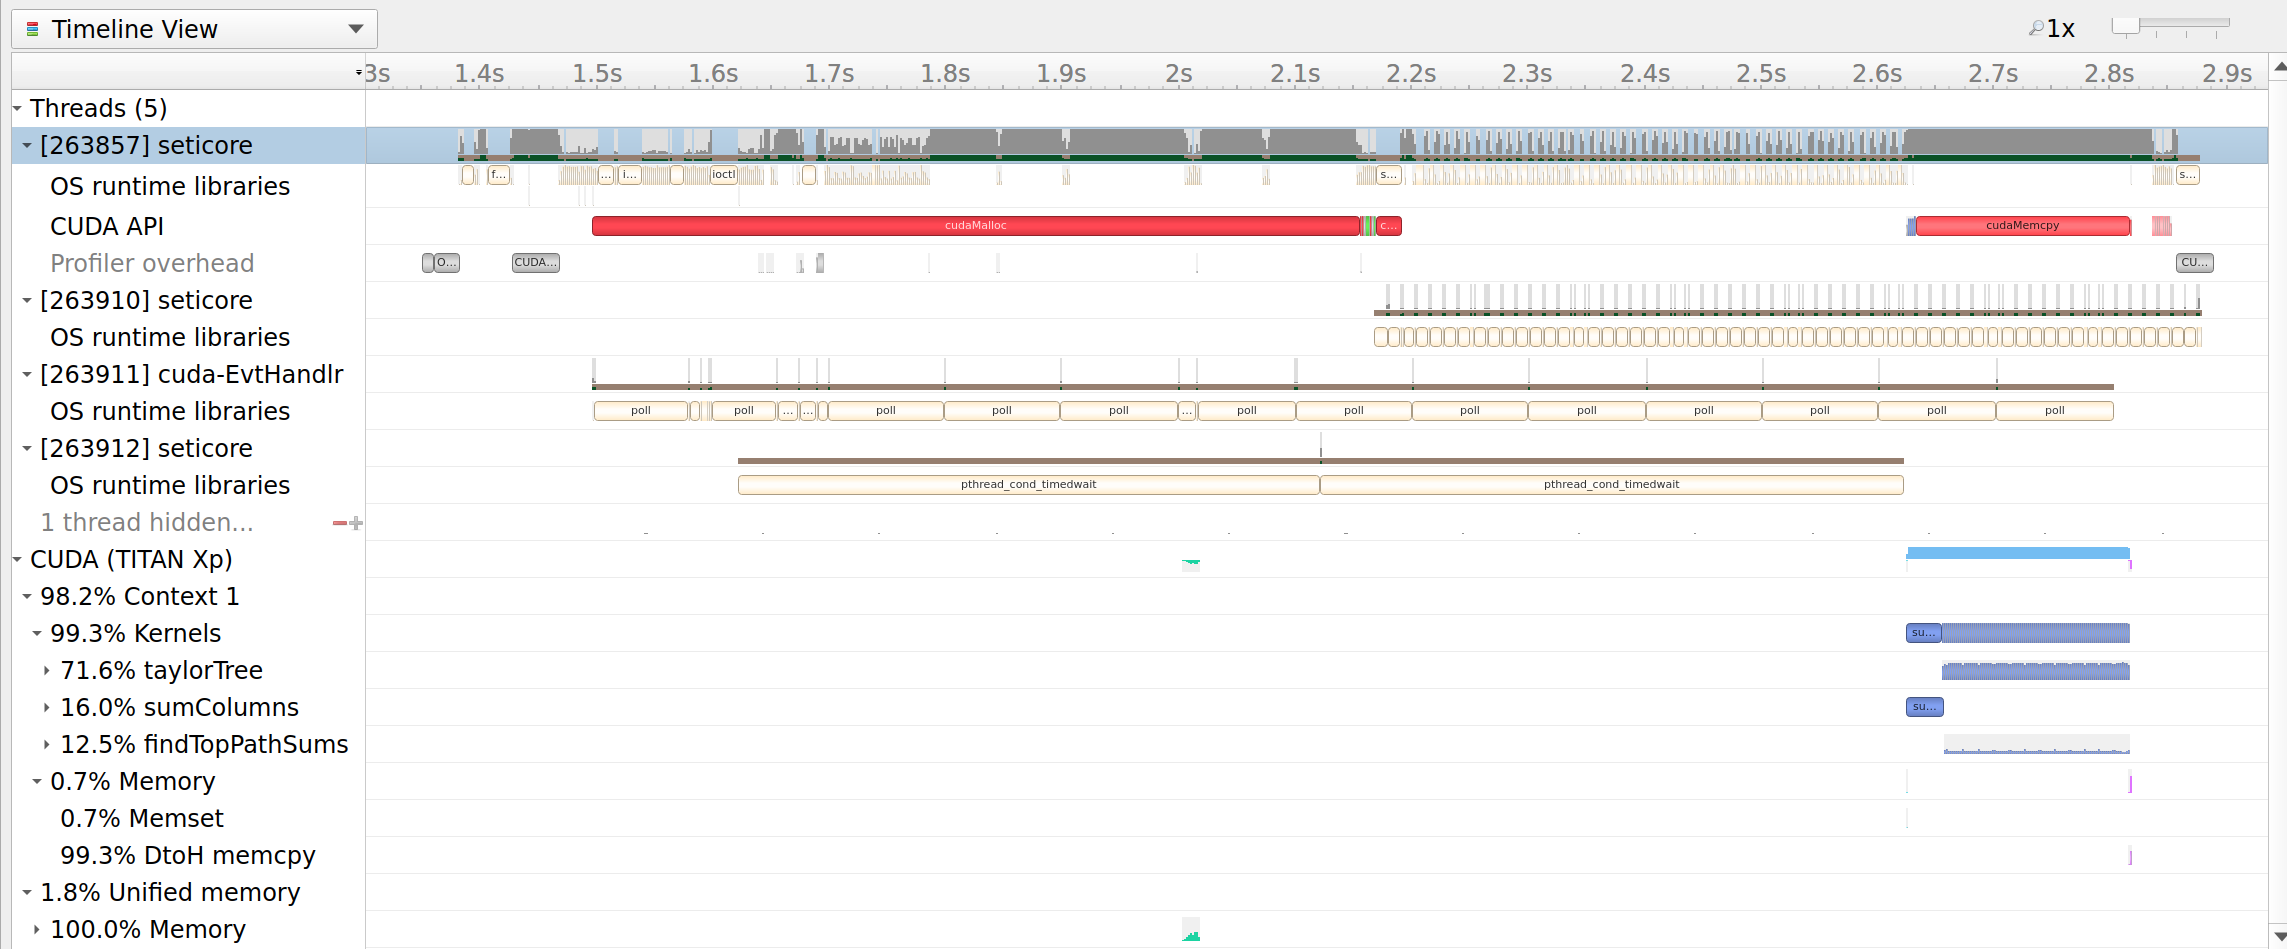 Timeline View
1x
3s 1.4s 1.5s 1.6s 1.7s 1.8s 1.9s 2s 2.1s 2.2s 2.3s 2.4s 2.5s 2.6s 2.7s 2.8s 2.9s
Threads (5)
[263857] seticore
OS runtime libraries
f... ... i... ioctl s... s...
CUDA API
cudaMalloc c... cudaMemcpy
Profiler overhead
O... CUDA... CU...
[263910] seticore
OS runtime libraries
[263911] cuda-EvtHandlr
OS runtime libraries
poll poll ... ... poll poll poll ... poll poll poll poll poll poll poll poll
[263912] seticore
OS runtime libraries
pthread_cond_timedwait pthread_cond_timedwait
1 thread hidden...
CUDA (TITAN Xp)
98.2% Context 1
99.3% Kernels
su...
71.6% taylorTree
16.0% sumColumns
su...
12.5% findTopPathSums
0.7% Memory
0.7% Memset
99.3% DtoH memcpy
1.8% Unified memory
100.0% Memory